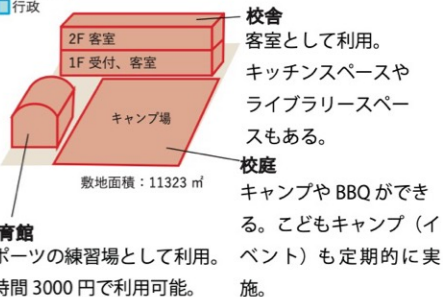 行政
校舎
客室として利用。
キッチンスペースや
ライブラリースペー
スもある。
2F 客室
1F 受付、客室
キャンプ場
敷地面積：11323 ㎡
校庭
キャンプや BBQ ができ
る。こどもキャンプ（イ
ベント）も定期的に実
施。
育館
ポーツの練習場として利用。
時間 3000 円で利用可能。